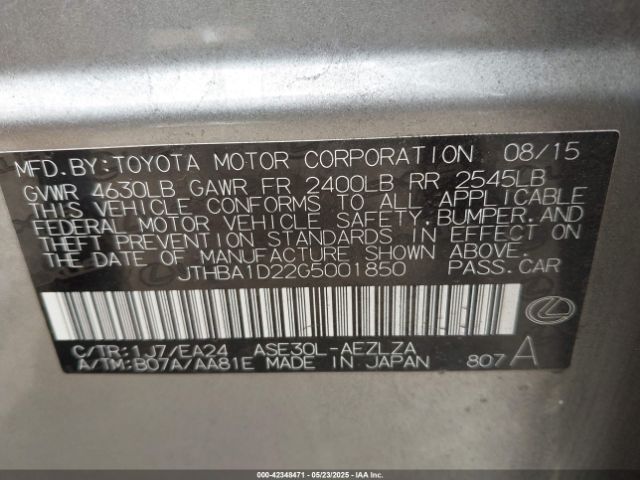 MFD.BY:TOYOTA MOTOR CORPORATION 08/15
GVWR 4630LB GAWR FR 2400LB RR 2545LB
THIS VEHICLE CONFORMS TO ALL APPLICABLE
FEDERAL MOTOR VEHICLE SAFETY,BUMPER,AND
THEFT PREVENTION STANDARDS IN EFFECT ON
THE DATE OF MANUFACTURE SHOWN ABOVE.
JTHBA1D22G5001850 PASS.CAR
C/TR:1J7/EA24 ASE30L-AEZLZA
A/TM:B07A/AA81E MADE IN JAPAN 807A
000-42348471 - 05/23/2025 - IAAI.COM